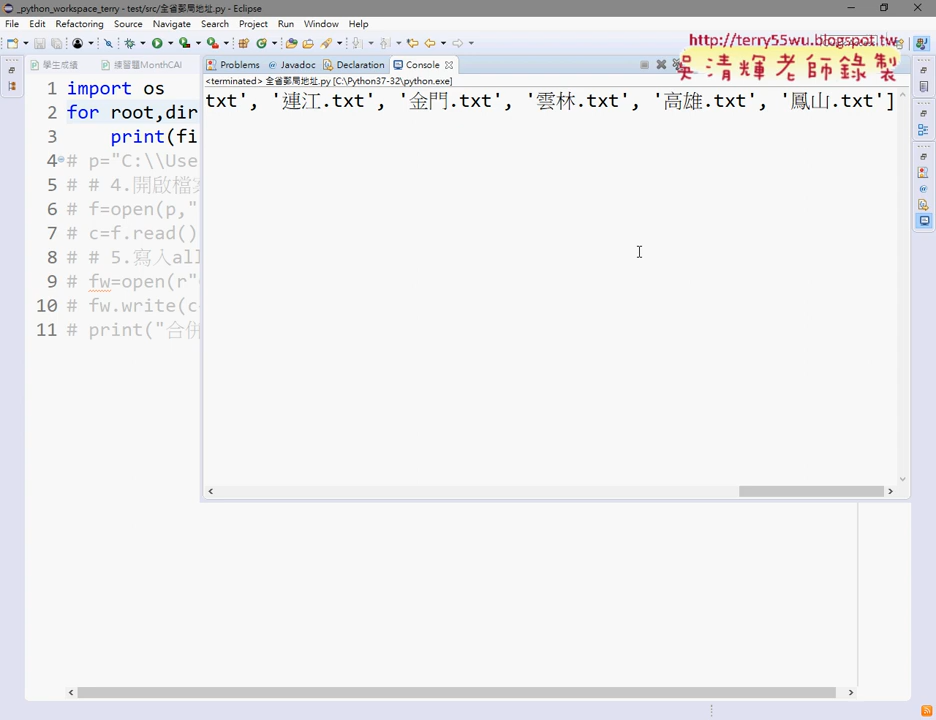 _python_workspace_terry - test/src/全省郵局地址.py - Eclipse
File Edit Refactoring Source Navigate Search Project Run Window Help
http://terry55wu.blogspot.tw
吳清輝老師錄製
學生成績 練習題MonthCAl
Problems @ Javadoc Declaration Console
<terminated> 全省郵局地址.py [C:\Python37-32\python.exe]
txt', '連江.txt', '金門.txt', '雲林.txt', '高雄.txt', '鳳山.txt']
1 import os
2 for root,dir
3 print(fi
4 # p="C:\\Use
5 # # 4.開啟檔案
6 # f=open(p,"
7 # c=f.read()
8 # # 5.寫入all
9 # fw=open(r"
10 # fw.write(c
11 # print("合併